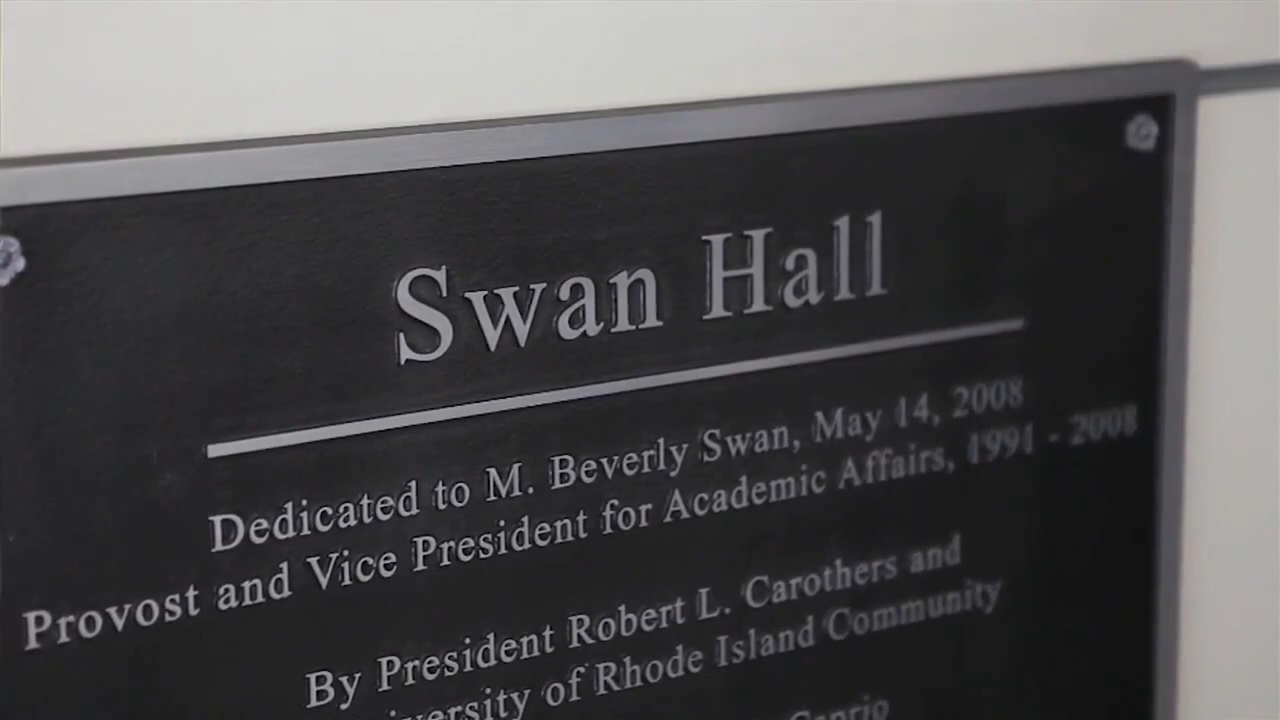 Swan Hall
Dedicated to M. Beverly Swan, May 14, 2008
Provost and Vice President for Academic Affairs, 1991 - 2008
By President Robert L. Carothers and
of Rhode Island Community